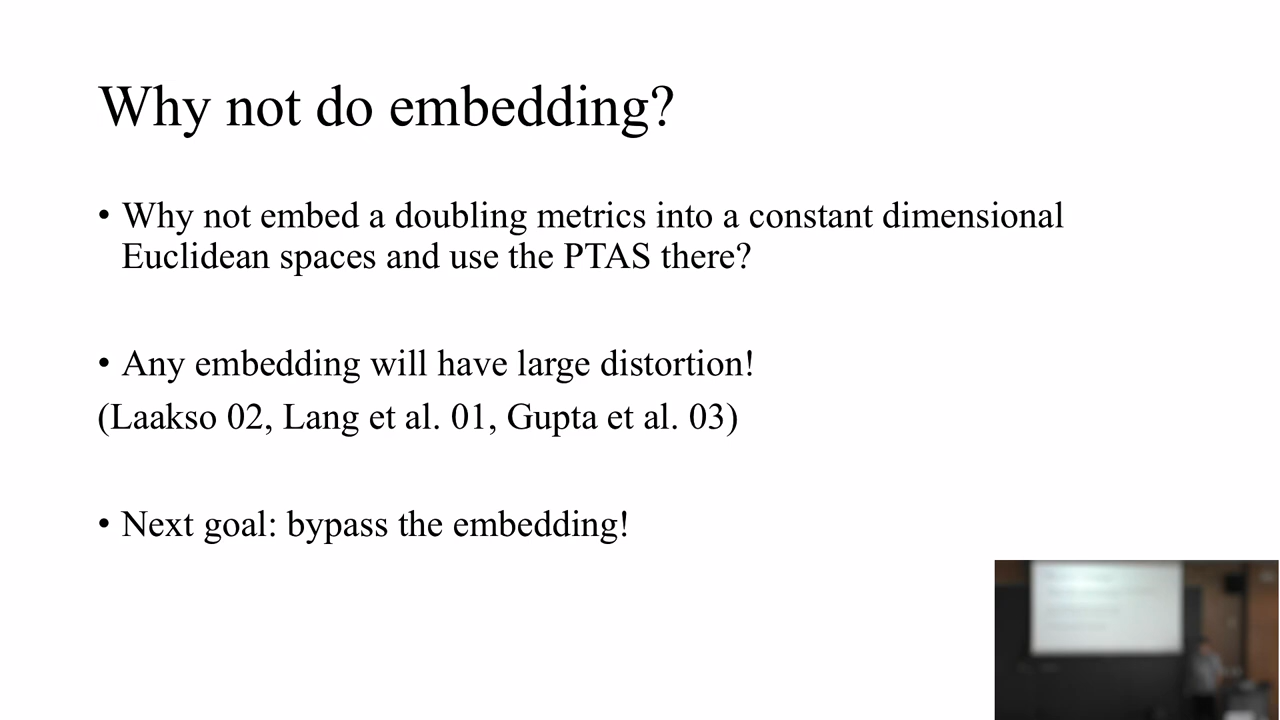 Why not do embedding?
• Why not embed a doubling metrics into a constant dimensional
Euclidean spaces and use the PTAS there?
• Any embedding will have large distortion!
(Laakso 02, Lang et al. 01, Gupta et al. 03)
• Next goal: bypass the embedding!